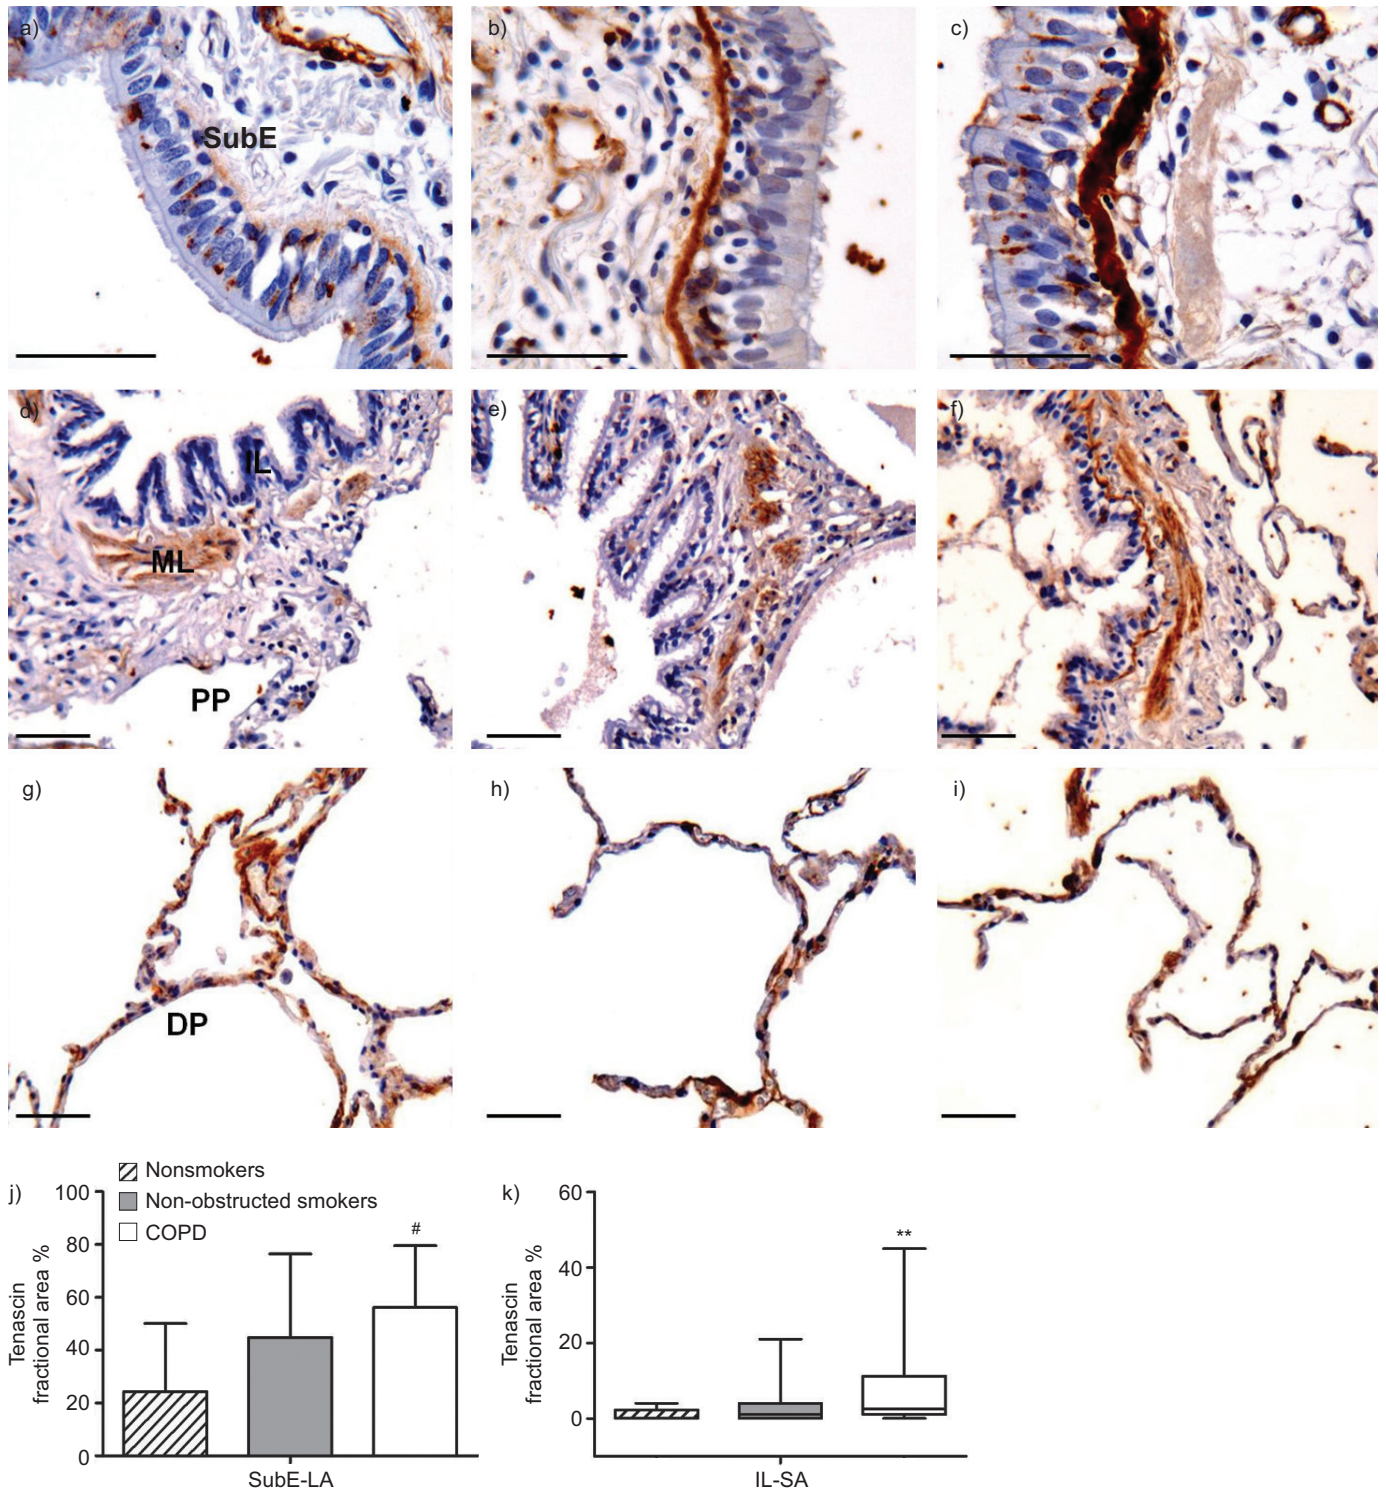 a)
b)
c)
SubE
d)
e)
f)
IL
ML
PP
g)
h)
i)
DP
j)
Nonsmokers
Non-obstructed smokers
COPD
Tenascin
fractional area %
100
80
60
40
20
0
#
SubE-LA
k)
Tenascin
fractional area %
60
40
20
0
**
IL-SA